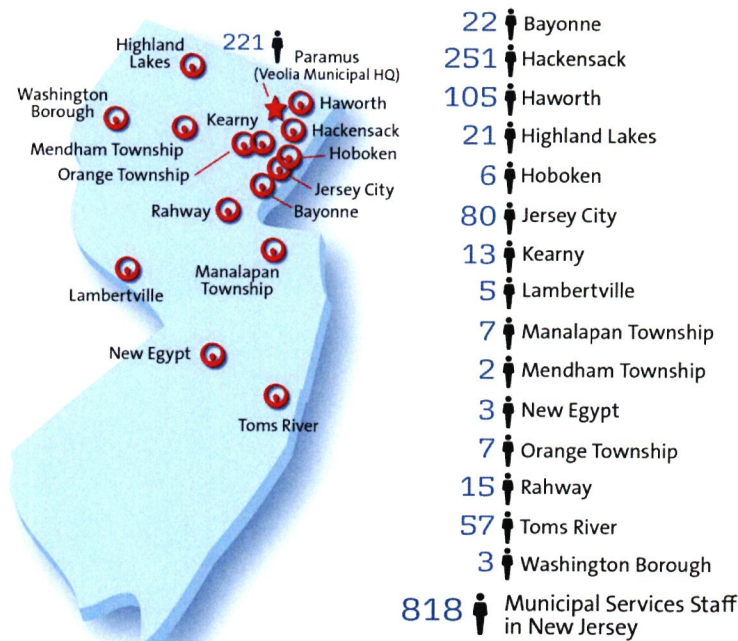 Highland
Lakes
221
Paramus
(Veolia Municipal HQ)
Washington
Borough
Kearny
Haworth
Hackensack
Mendham Township
Hoboken
Orange Township
Jersey City
Rahway
Bayonne
Manalapan
Township
Lambertville
New Egypt
Toms River
22 Bayonne
251 Hackensack
105 Haworth
21 Highland Lakes
6 Hoboken
80 Jersey City
13 Kearny
5 Lambertville
7 Manalapan Township
2 Mendham Township
3 New Egypt
7 Orange Township
15 Rahway
57 Toms River
3 Washington Borough
818 Municipal Services Staff
in New Jersey